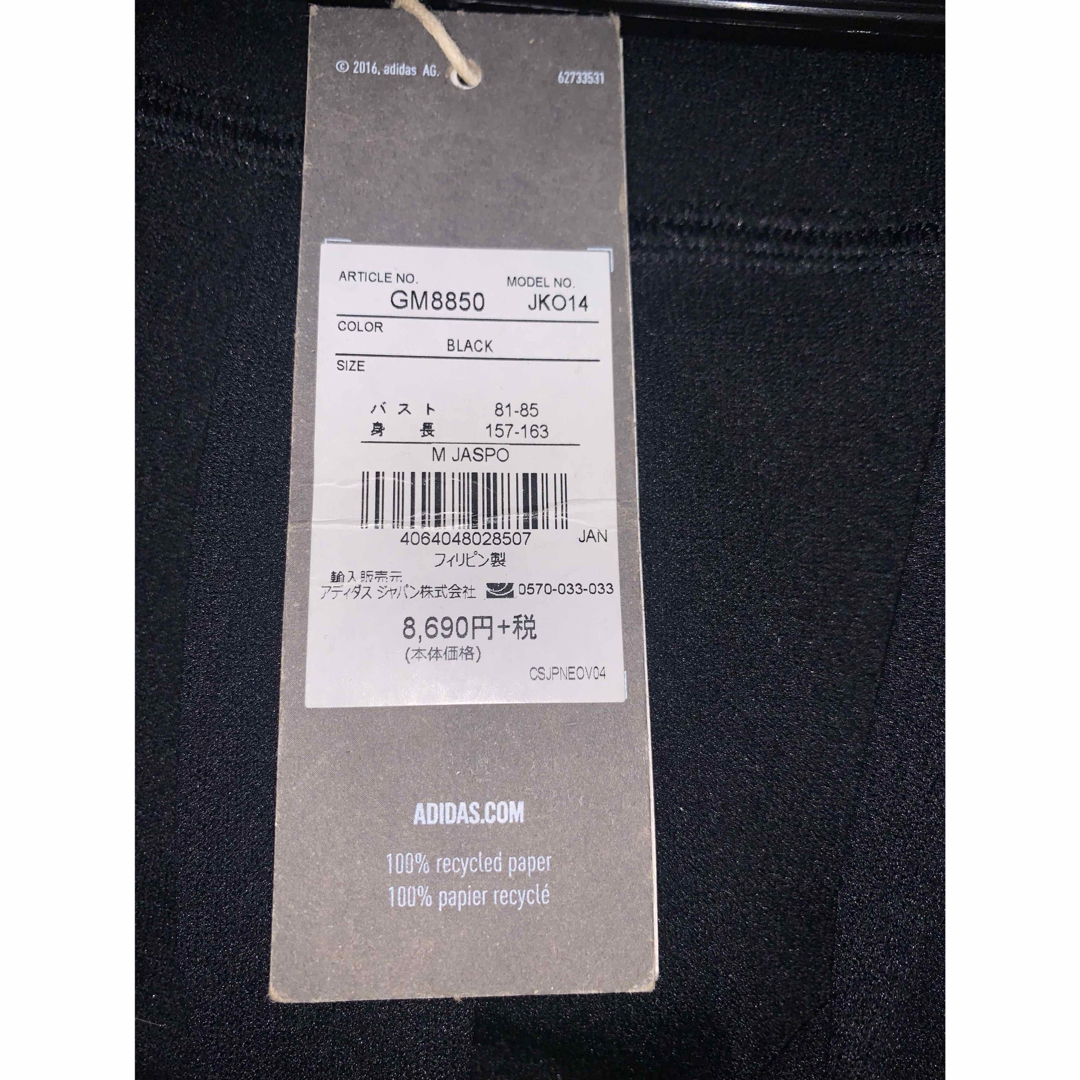 © 2016, adidas AG. 62733531
ARTICLE NO. MODEL NO.
GM8850 JKO14
COLOR
BLACK
SIZE
バスト 81-85
身長 157-163
M JASPO
4064048028507 JAN
フィリピン製
輸入販売元
アディダス ジャパン株式会社 0570-033-033
8,690円+税
(本体価格)
CSJPNEOV04
ADIDAS.COM
100% recycled paper
100% papier recyclé